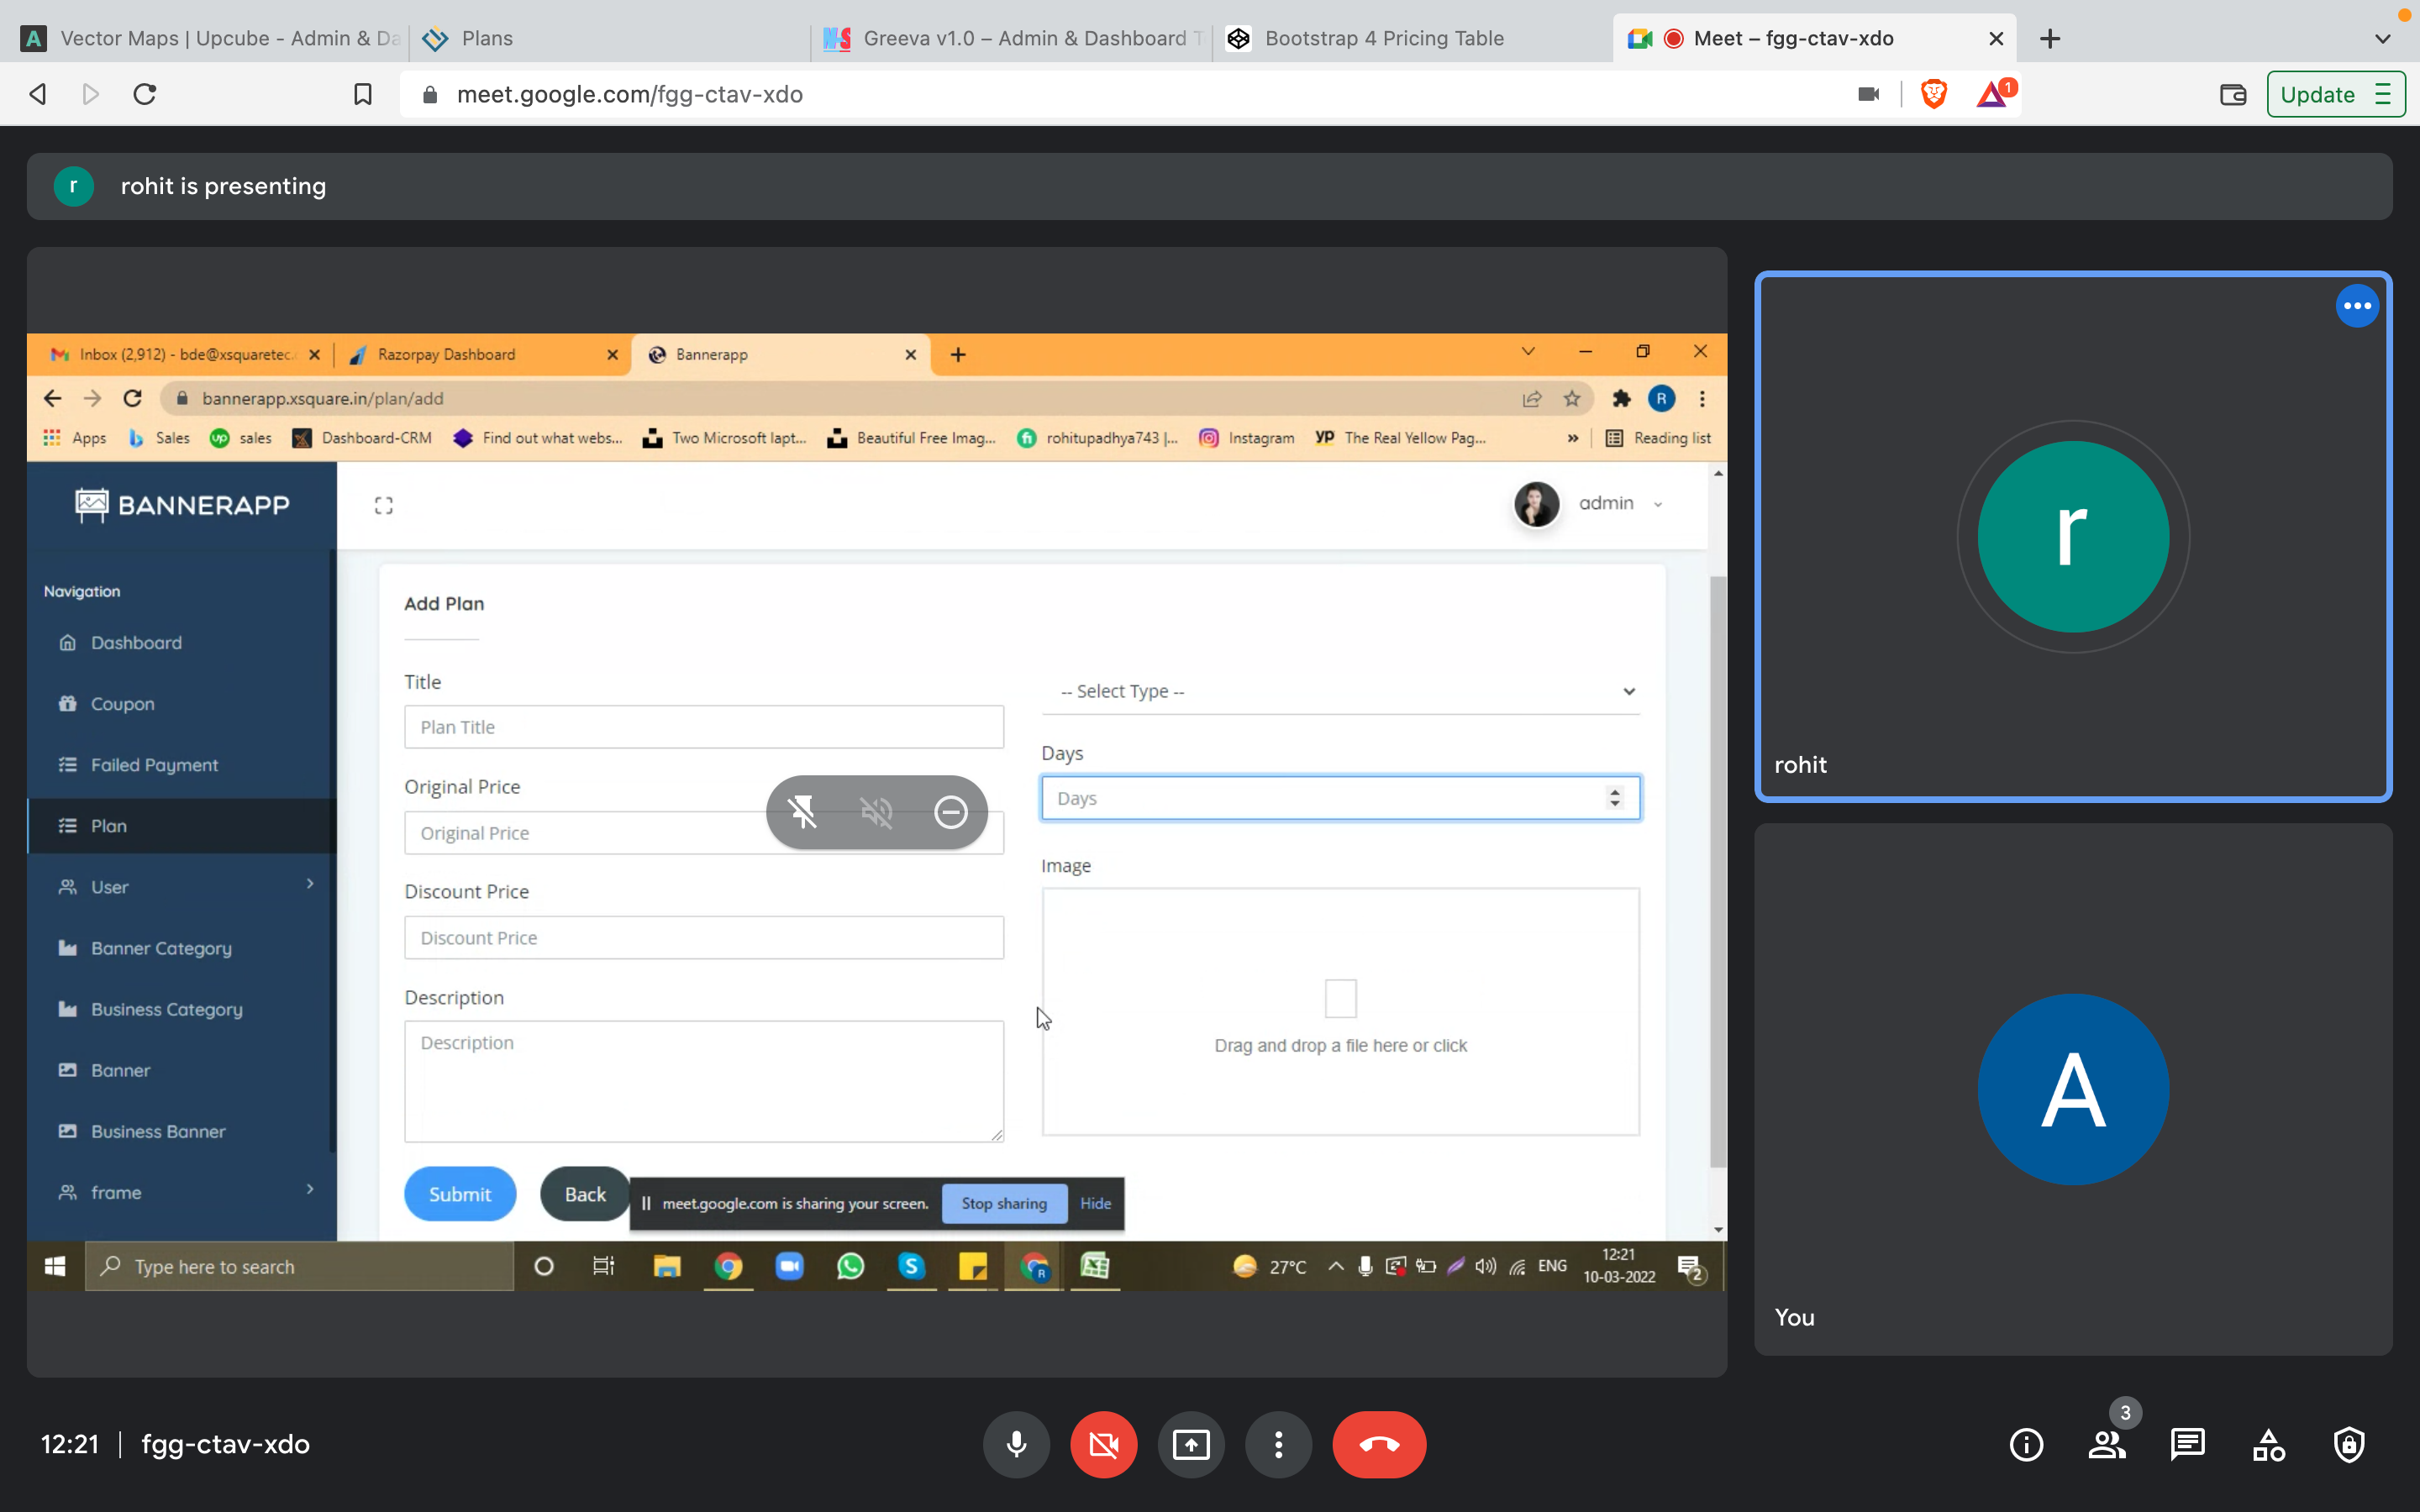 A Vector Maps | Upcube - Admin & Da
Plans
Greeva v1.0 – Admin & Dashboard T
Bootstrap 4 Pricing Table
Meet – fgg-ctav-xdo
meet.google.com/fgg-ctav-xdo
1
Update
r rohit is presenting
Inbox (2,912) - bde@xsquaretec.
Razorpay Dashboard
Bannerapp
bannerapp.xsquare.in/plan/add
R
Apps
Sales
up sales
Dashboard-CRM
Find out what webs...
Two Microsoft lapt...
Beautiful Free Imag...
fi rohitupadhya743 |...
Instagram
YP The Real Yellow Pag...
»
Reading list
BANNERAPP
admin
Navigation
Dashboard
Coupon
Failed Payment
Plan
User
Banner Category
Business Category
Banner
Business Banner
frame
Add Plan
Title
Plan Title
Original Price
Original Price
Discount Price
Discount Price
Description
Description
-- Select Type --
Days
Days
Image
Drag and drop a file here or click
Submit
Back
meet.google.com is sharing your screen.
Stop sharing
Hide
Type here to search
S
R
27°C
ENG
12:21
10-03-2022
2
r
rohit
A
You
12:21 | fgg-ctav-xdo
3